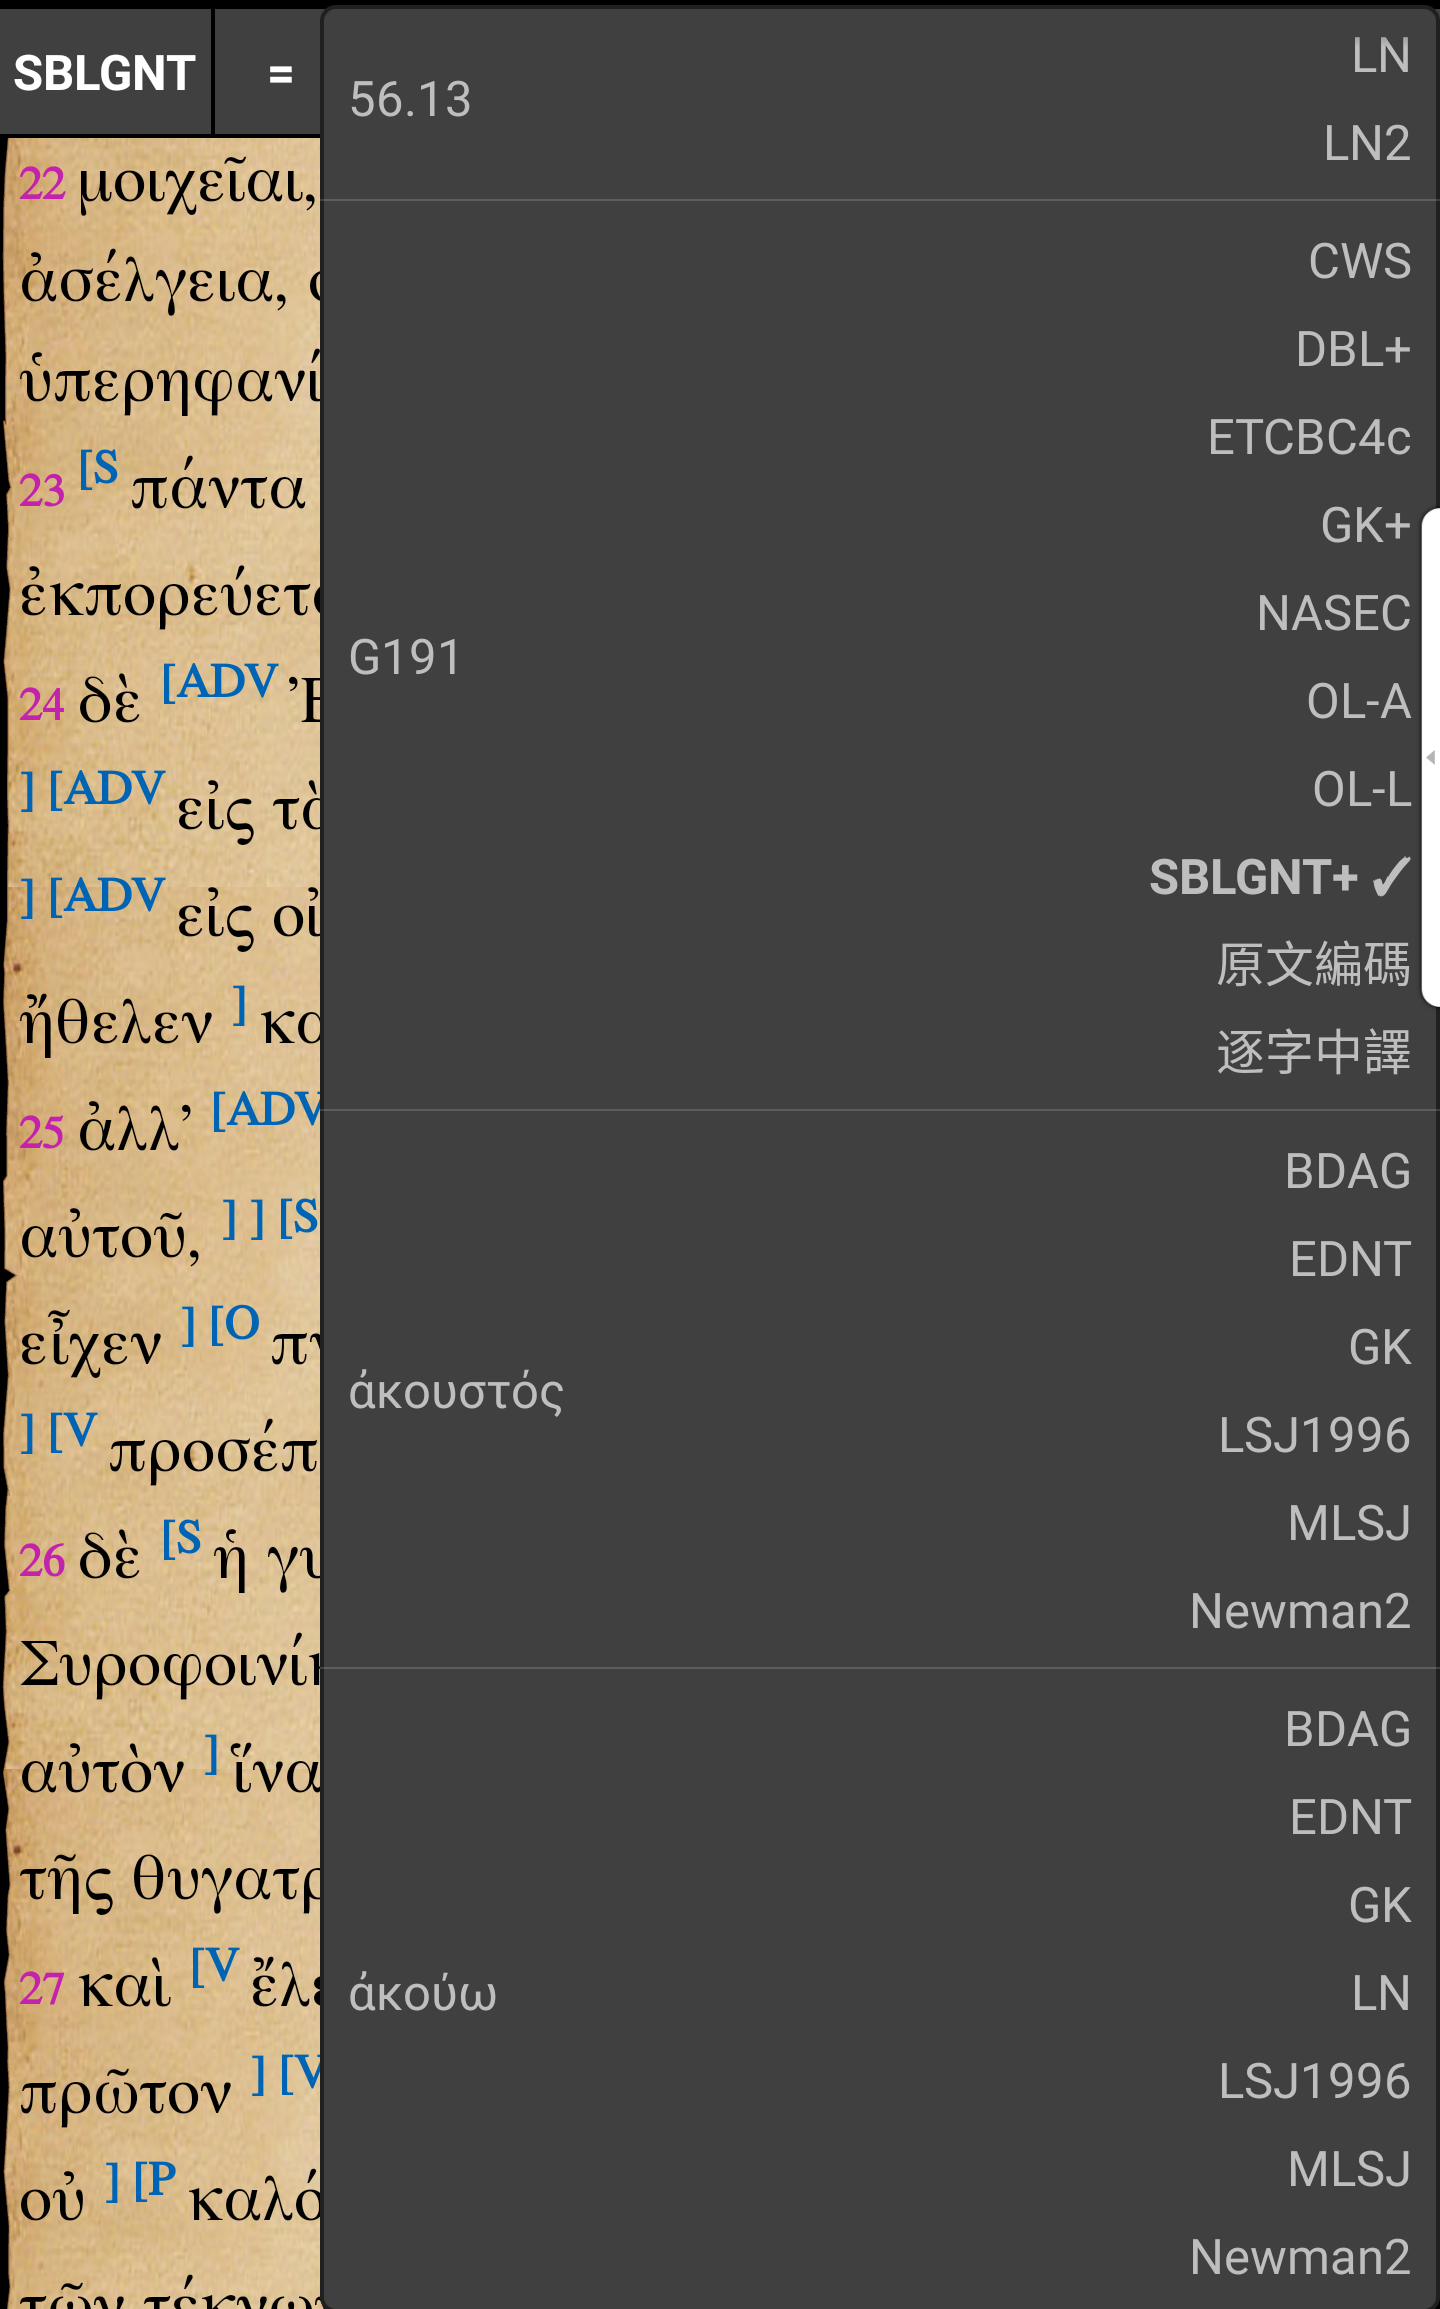 SBLGNT =
22 μοιχεῖαι,
ἀσέλγεια,
ὑπερηφανί
23 [S πάντα
ἐκπορεύετ
24 δὲ [ADV
] [ADV εἰς τὸ
] [ADV εἰς οἰ
ἤθελεν ] κα
25 ἀλλ’ [ADV
αὐτοῦ, ] ] [S
εἶχεν ] [O πν
] [V προσέπ
26 δὲ [S ἡ γυ
Συροφοινί
αὐτὸν ] ἵνα
τῆς θυγατρ
27 καὶ [V ἔλε
πρῶτον ] [V
οὐ ] [P καλό
τῶν τέκνων
56.13
LN
LN2
G191
CWS
DBL+
ETCBC4c
GK+
NASEC
OL-A
OL-L
SBLGNT+ ✓
原文編碼
逐字中譯
ἀκουστός
BDAG
EDNT
GK
LSJ1996
MLSJ
Newman2
ἀκούω
BDAG
EDNT
GK
LN
LSJ1996
MLSJ
Newman2